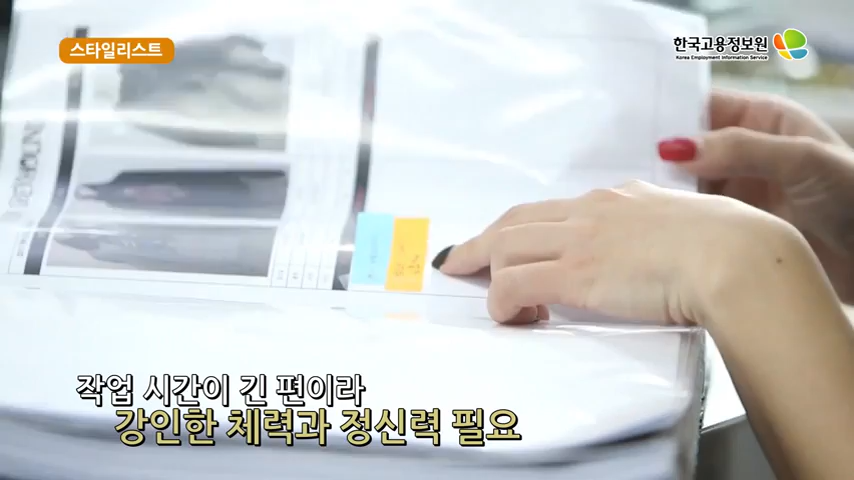 스타일리스트
한국고용정보원
Korea Employment Information Service
작업 시간이 긴 편이라
강인한 체력과 정신력 필요